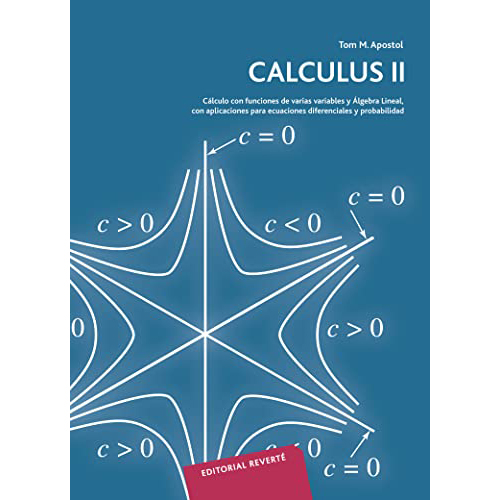 Tom M. Apostol
CALCULUS II
Cálculo con funciones de varias variables y Álgebra Lineal,
con aplicaciones para ecuaciones diferenciales y probabilidad
c = 0
c = 0
c > 0
c < 0
0
c > 0
c > 0
c < 0
c = 0
EDITORIAL REVERTÉ